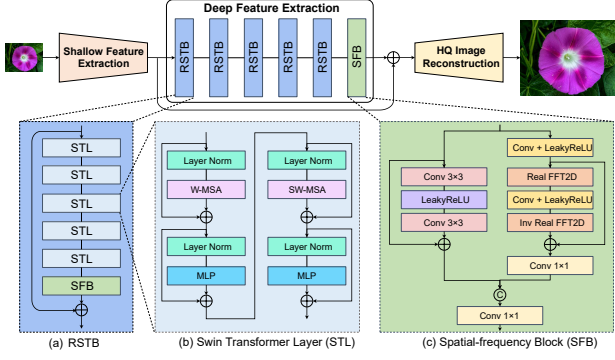 Deep Feature Extraction
Shallow Feature
Extraction
RSTB
RSTB
RSTB
RSTB
RSTB
SFB
HQ Image
Reconstruction
STL
STL
STL
STL
STL
SFB
Layer Norm
W-MSA
Layer Norm
MLP
Layer Norm
SW-MSA
Layer Norm
MLP
Conv 3×3
LeakyReLU
Conv 3×3
Conv + LeakyReLU
Real FFT2D
Conv + LeakyReLU
Inv Real FFT2D
Conv 1×1
C
Conv 1×1
(a) RSTB
(b) Swin Transformer Layer (STL)
(c) Spatial-frequency Block (SFB)